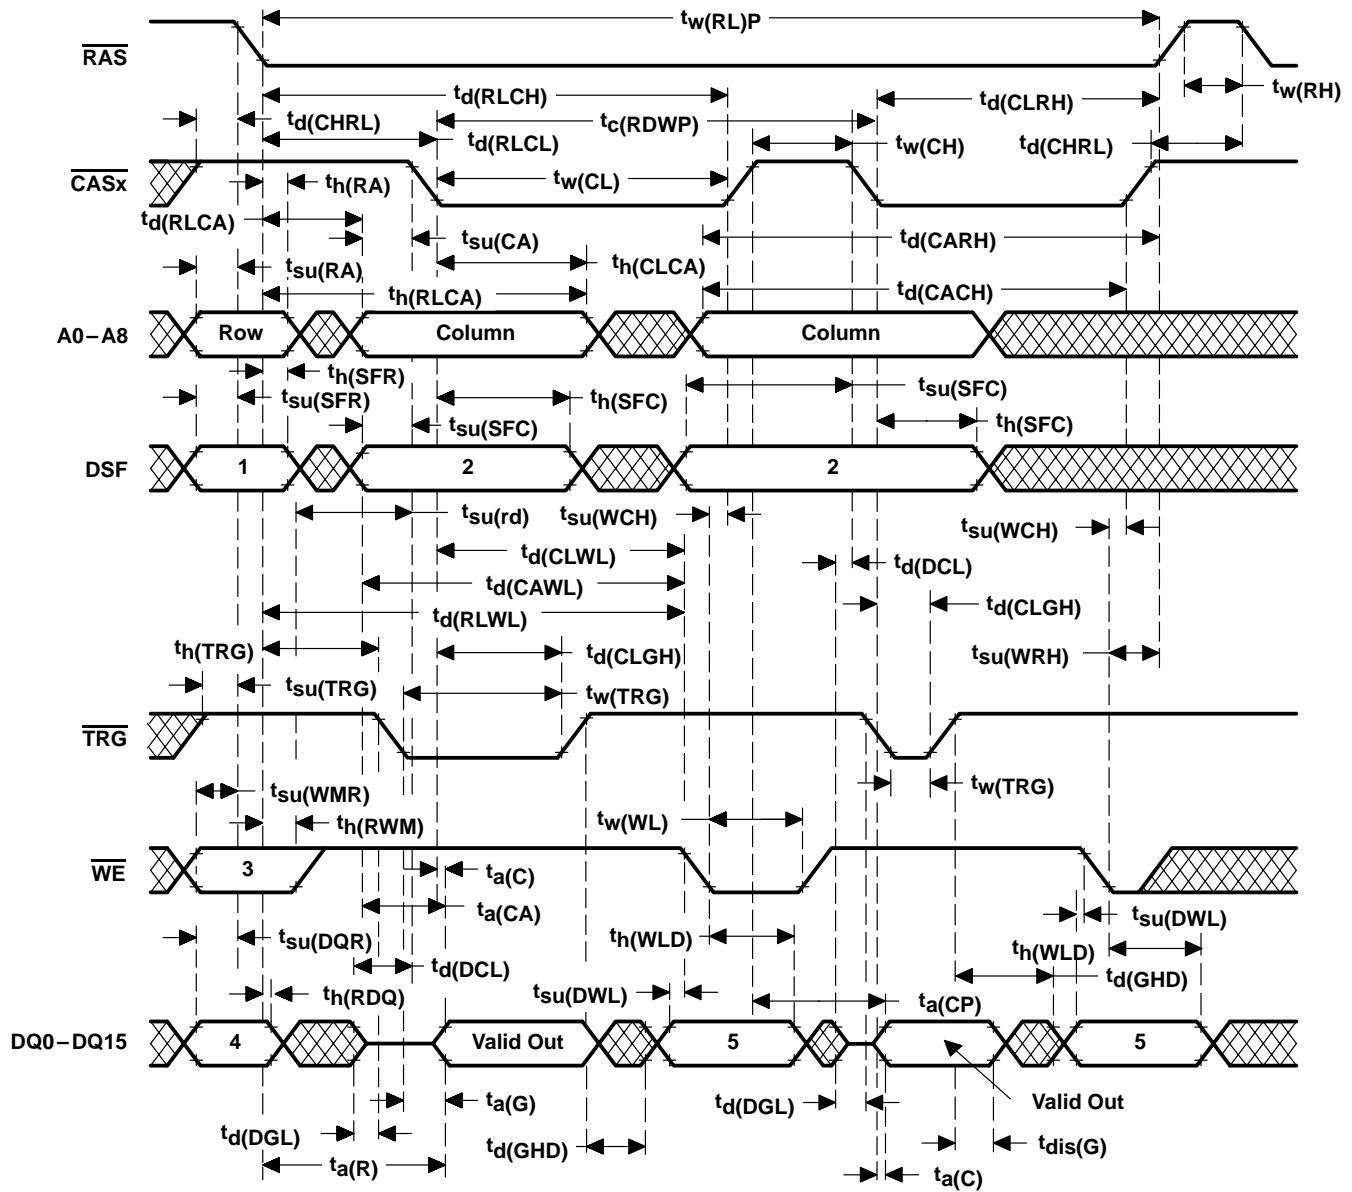 tw(RL)P
RAS
tw(RH)
td(RLCH)
td(CLRH)
td(CHRL)
tc(RDWP)
td(RLCL)
tw(CH)
td(CHRL)
CASx
th(RA)
tw(CL)
td(RLCA)
tsu(CA)
td(CARH)
tsu(RA)
th(CLCA)
th(RLCA)
td(CACH)
A0–A8
Row
Column
Column
th(SFR)
tsu(SFR)
th(SFC)
tsu(SFC)
tsu(SFC)
th(SFC)
DSF
1
2
2
tsu(rd)
tsu(WCH)
tsu(WCH)
td(CLWL)
td(DCL)
td(CAWL)
td(RLWL)
td(CLGH)
th(TRG)
td(CLGH)
tsu(WRH)
tsu(TRG)
tw(TRG)
TRG
tsu(WMR)
tw(TRG)
th(RWM)
tw(WL)
WE
3
ta(C)
ta(CA)
tsu(DWL)
tsu(DQR)
th(WLD)
th(WLD)
td(DCL)
td(GHD)
th(RDQ)
tsu(DWL)
ta(CP)
DQ0–DQ15
4
Valid Out
5
5
ta(G)
td(DGL)
Valid Out
td(DGL)
td(GHD)
tdis(G)
ta(R)
ta(C)